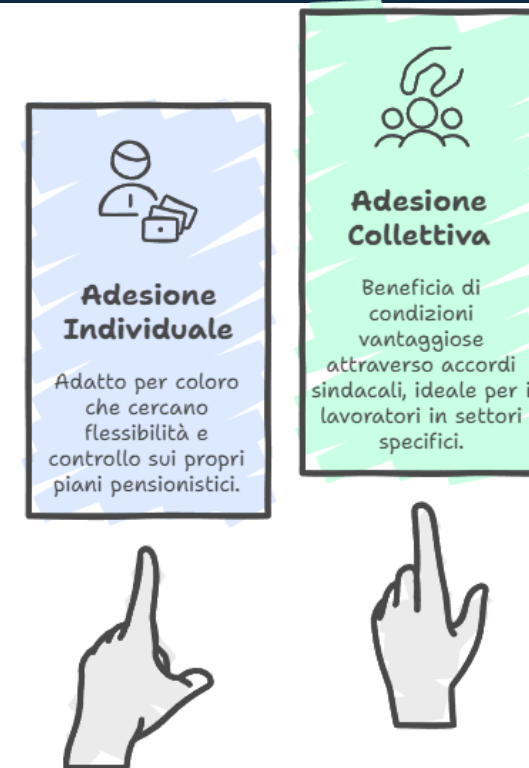 Adesione
Individuale
Adatto per coloro
che cercano
flessibilità e
controllo sui propri
piani pensionistici.
Adesione
Collettiva
Beneficia di
condizioni
vantaggiose
attraverso accordi
sindacali, ideale per i
lavoratori in settori
specifici.